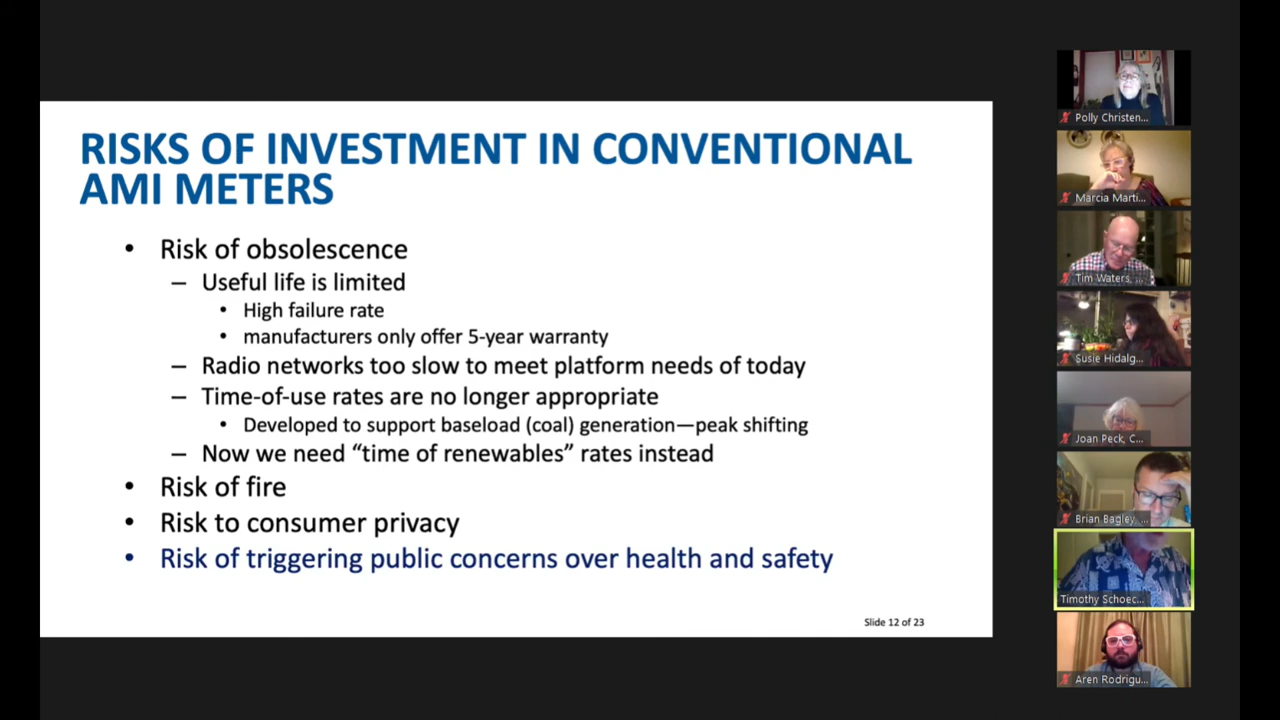 RISKS OF INVESTMENT IN CONVENTIONAL
AMI METERS
• Risk of obsolescence
– Useful life is limited
• High failure rate
• manufacturers only offer 5-year warranty
– Radio networks too slow to meet platform needs of today
– Time-of-use rates are no longer appropriate
• Developed to support baseload (coal) generation—peak shifting
– Now we need “time of renewables” rates instead
• Risk of fire
• Risk to consumer privacy
• Risk of triggering public concerns over health and safety
Slide 12 of 23
Polly Christen...
Marcia Marti...
Tim Waters, ...
Susie Hidalg...
Joan Peck, C...
Brian Bagley, ...
Timothy Schoec...
Aren Rodrigu...